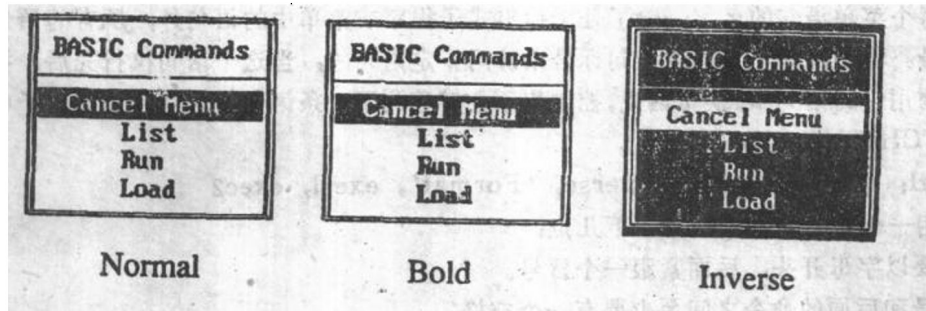 BASIC Commands
Cancel Menu
List
Run
Load
Normal
BASIC Commands
Cancel Menu
List
Run
Load
Bold
BASIC Commands
Cancel Menu
List
Run
Load
Inverse